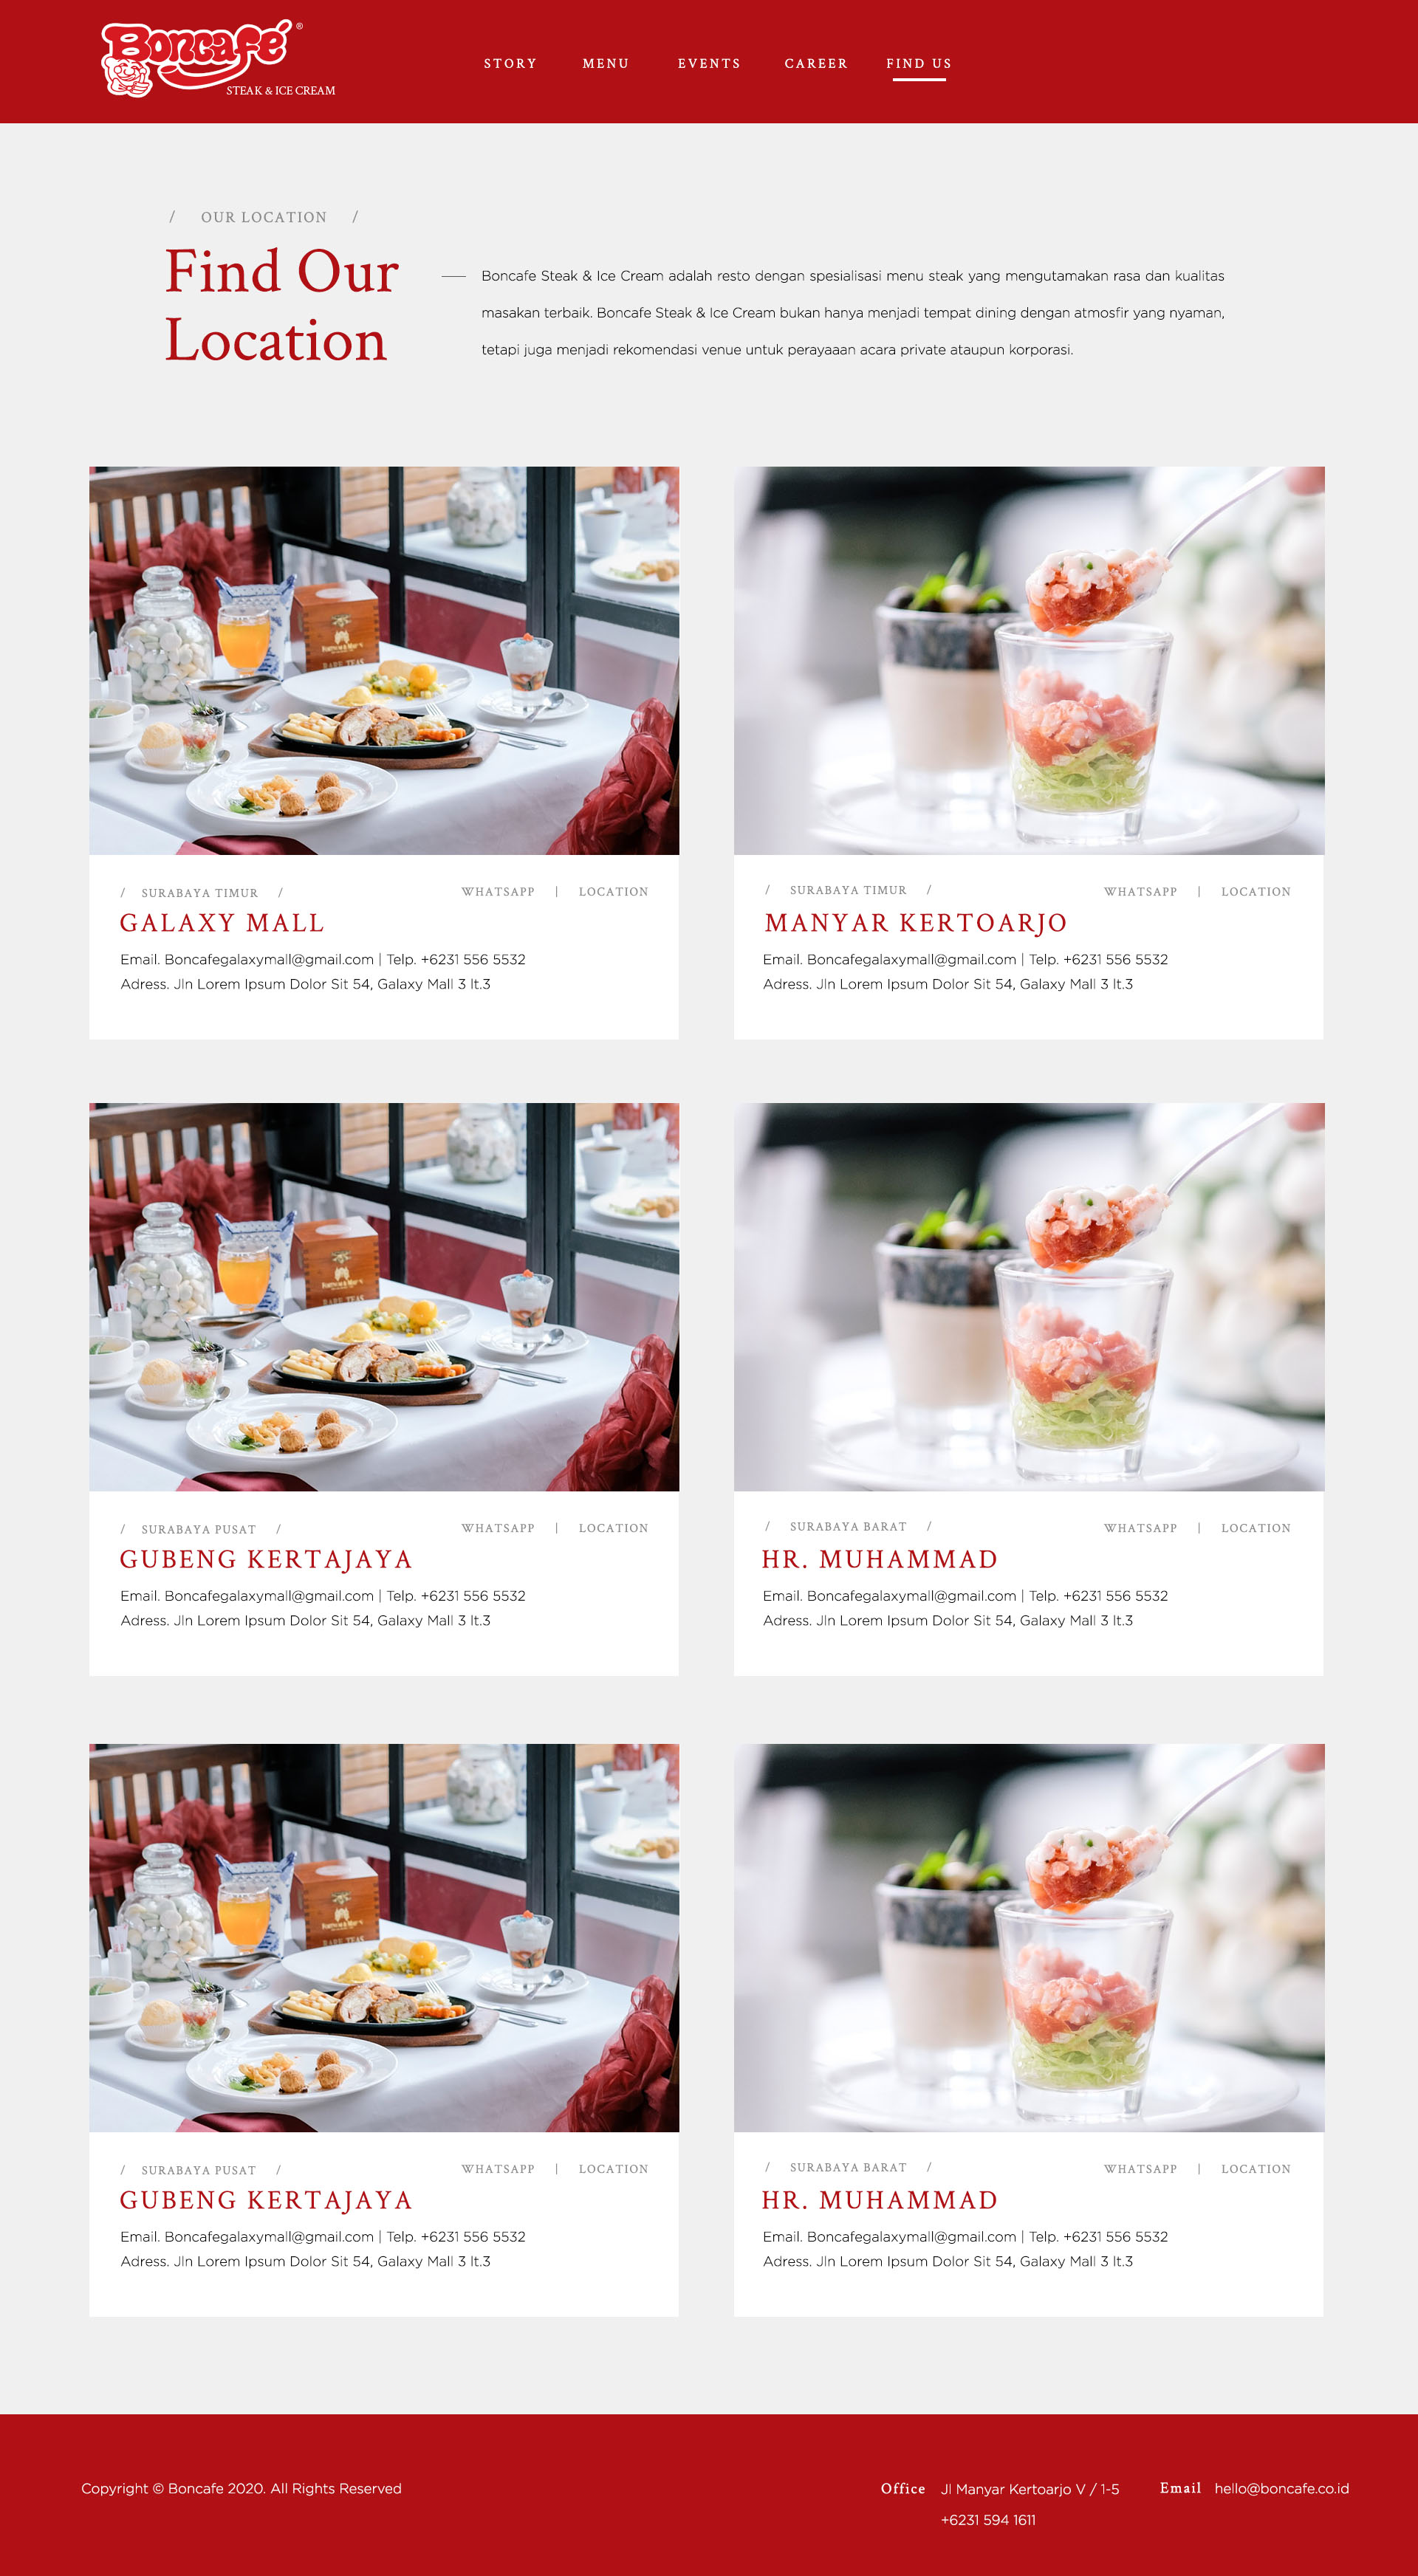 Boncafé ®
STEAK & ICE CREAM
STORY MENU EVENTS CAREER FIND US
/ OUR LOCATION /
Find Our
Location
Boncafe Steak & Ice Cream adalah resto dengan spesialisasi menu steak yang mengutamakan rasa dan kualitas
masakan terbaik. Boncafe Steak & Ice Cream bukan hanya menjadi tempat dining dengan atmosfir yang nyaman,
tetapi juga menjadi rekomendasi venue untuk perayaaan acara private ataupun korporasi.
RARE TEAS
/ SURABAYA TIMUR / WHATSAPP | LOCATION
GALAXY MALL
Email. Boncafegalaxymall@gmail.com | Telp. +6231 556 5532
Adress. Jln Lorem Ipsum Dolor Sit 54, Galaxy Mall 3 lt.3
/ SURABAYA TIMUR / WHATSAPP | LOCATION
MANYAR KERTOARJO
Email. Boncafegalaxymall@gmail.com | Telp. +6231 556 5532
Adress. Jln Lorem Ipsum Dolor Sit 54, Galaxy Mall 3 lt.3
RARE TEAS
/ SURABAYA PUSAT / WHATSAPP | LOCATION
GUBENG KERTAJAYA
Email. Boncafegalaxymall@gmail.com | Telp. +6231 556 5532
Adress. Jln Lorem Ipsum Dolor Sit 54, Galaxy Mall 3 lt.3
/ SURABAYA BARAT / WHATSAPP | LOCATION
HR. MUHAMMAD
Email. Boncafegalaxymall@gmail.com | Telp. +6231 556 5532
Adress. Jln Lorem Ipsum Dolor Sit 54, Galaxy Mall 3 lt.3
RARE TEAS
/ SURABAYA PUSAT / WHATSAPP | LOCATION
GUBENG KERTAJAYA
Email. Boncafegalaxymall@gmail.com | Telp. +6231 556 5532
Adress. Jln Lorem Ipsum Dolor Sit 54, Galaxy Mall 3 lt.3
/ SURABAYA BARAT / WHATSAPP | LOCATION
HR. MUHAMMAD
Email. Boncafegalaxymall@gmail.com | Telp. +6231 556 5532
Adress. Jln Lorem Ipsum Dolor Sit 54, Galaxy Mall 3 lt.3
Copyright © Boncafe 2020. All Rights Reserved
Office Jl Manyar Kertoarjo V / 1-5
+6231 594 1611
Email hello@boncafe.co.id